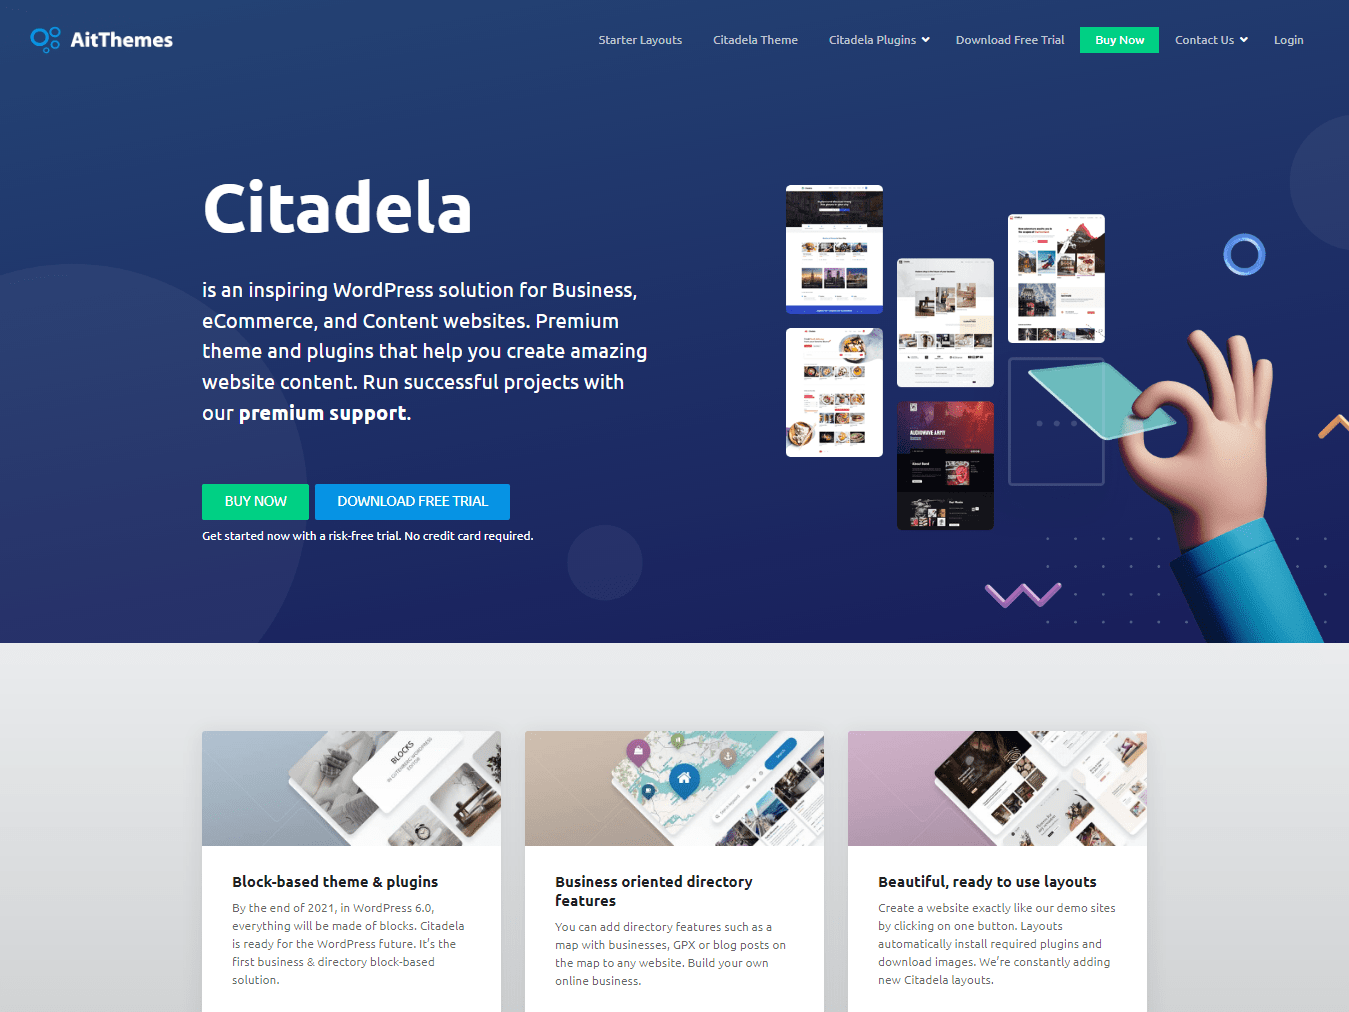 AitThemes
Starter Layouts
Citadela Theme
Citadela Plugins
Download Free Trial
Buy Now
Contact Us
Login
Citadela
is an inspiring WordPress solution for Business,
eCommerce, and Content websites. Premium
theme and plugins that help you create amazing
website content. Run successful projects with
our premium support.
BUY NOW
DOWNLOAD FREE TRIAL
Get started now with a risk-free trial. No credit card required.
BLOCKS
IN GUTENBERG WORDPRESS
EDITOR
Block-based theme & plugins
By the end of 2021, in WordPress 6.0,
everything will be made of blocks. Citadela
is ready for the WordPress future. It's the
first business & directory block-based
solution.
Business oriented directory
features
You can add directory features such as a
map with businesses, GPX or blog posts on
the map to any website. Build your own
online business.
Beautiful, ready to use layouts
Create a website exactly like our demo sites
by clicking on one button. Layouts
automatically install required plugins and
download images. We're constantly adding
new Citadela layouts.